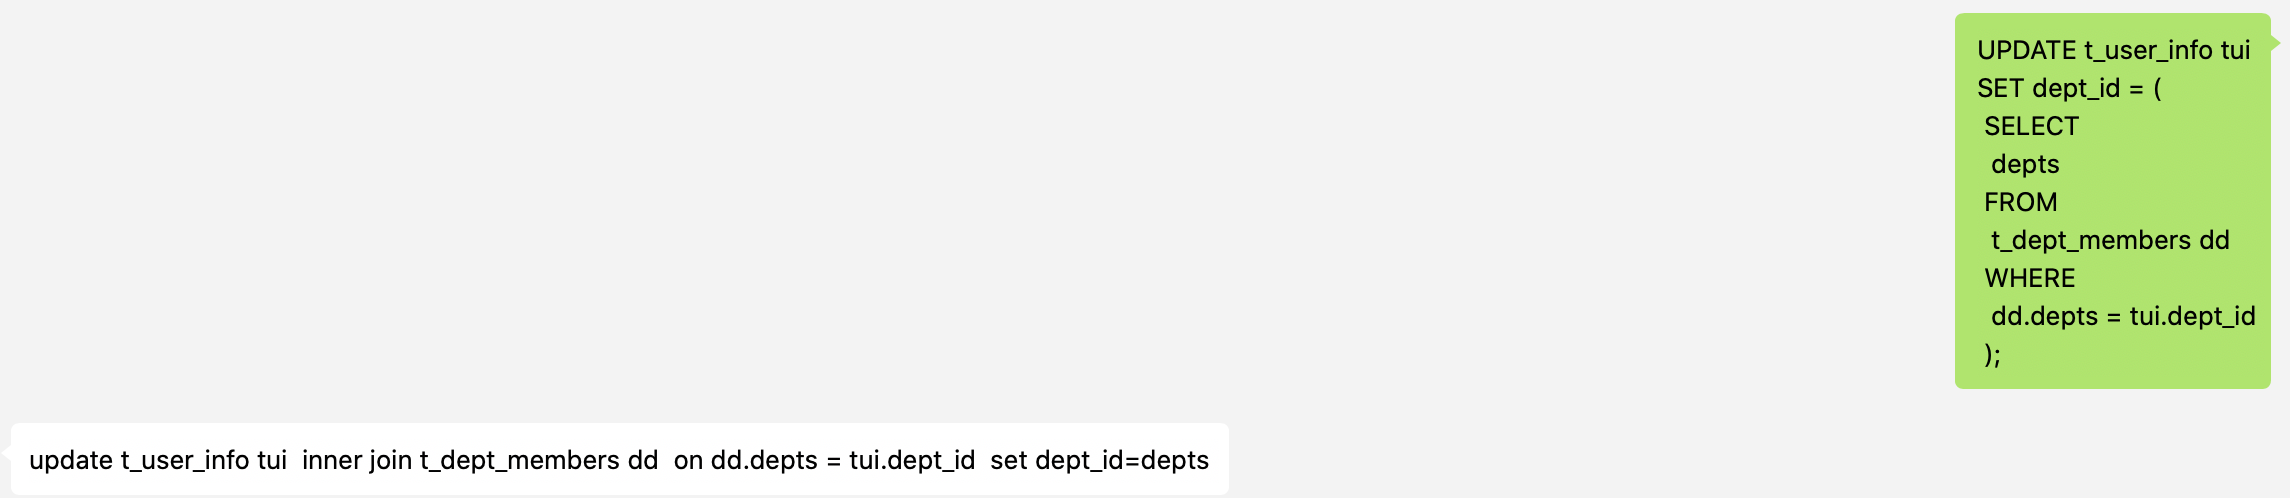 UPDATE t_user_info tui
SET dept_id = (
SELECT
depts
FROM
t_dept_members dd
WHERE
dd.depts = tui.dept_id
);
update t_user_info tui  inner join t_dept_members dd  on dd.depts = tui.dept_id  set dept_id=depts